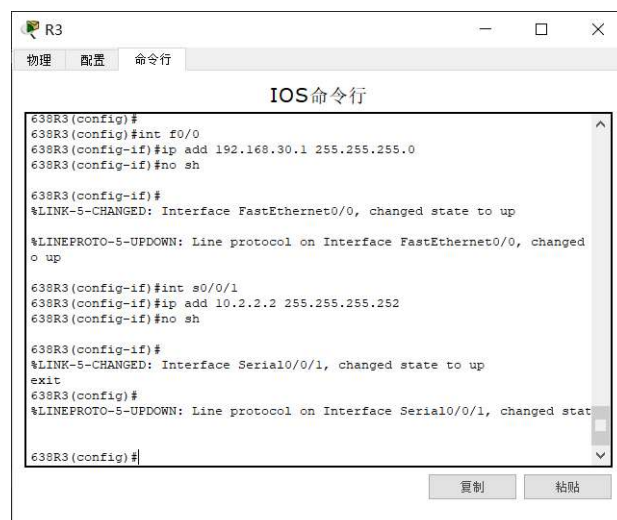 R3
物理 配置 命令行
IOS命令行
638R3(config)#
638R3(config)#int f0/0
638R3(config-if)#ip add 192.168.30.1 255.255.255.0
638R3(config-if)#no sh
638R3(config-if)#
%LINK-5-CHANGED: Interface FastEthernet0/0, changed state to up
%LINEPROTO-5-UPDOWN: Line protocol on Interface FastEthernet0/0, changed
o up
638R3(config-if)#int s0/0/1
638R3(config-if)#ip add 10.2.2.2 255.255.255.252
638R3(config-if)#no sh
638R3(config-if)#
%LINK-5-CHANGED: Interface Serial0/0/1, changed state to up
exit
638R3(config)#
%LINEPROTO-5-UPDOWN: Line protocol on Interface Serial0/0/1, changed stat
638R3(config)#
复制 粘贴